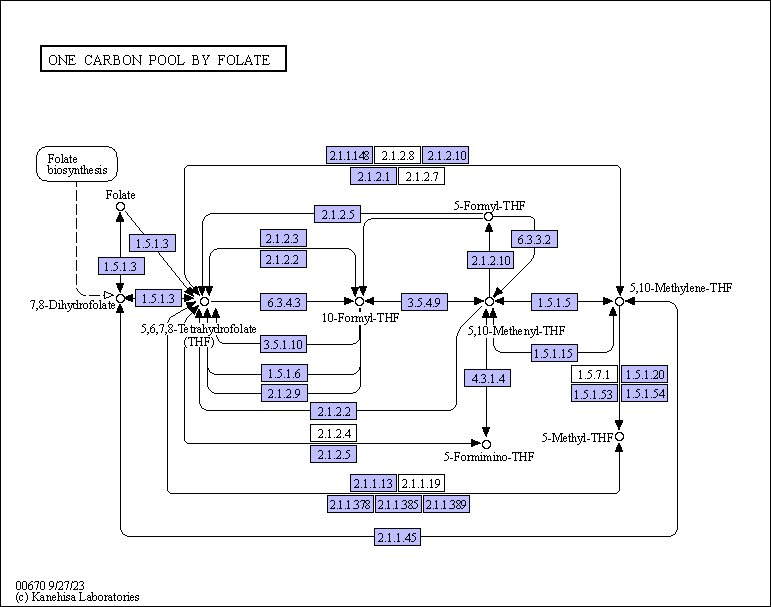 ONE CARBON POOL BY FOLATE
2.1.1.148 2.1.2.8 2.1.2.10
Folate
biosynthesis
2.1.2.1 2.1.2.7
Folate
5-Formyl-THF
2.1.2.5
1.5.1.3
2.1.2.3
6.3.3.2
2.1.2.2
2.1.2.10
1.5.1.3
5,10-Methylene-THF
1.5.1.3
7,8-Dihydrofolate
6.3.4.3
3.5.4.9
1.5.1.5
10-Formyl-THF
5,6,7,8-Tetrahydrofolate
(THF)
5,10-Methenyl-THF
3.5.1.10
1.5.1.15
1.5.1.6
4.3.1.4
1.5.7.1 1.5.1.20
2.1.2.9
1.5.1.53 1.5.1.54
2.1.2.2
2.1.2.4
5-Methyl-THF
2.1.2.5
5-Formimino-THF
2.1.1.13 2.1.1.19
2.1.1.378 2.1.1.385 2.1.1.389
2.1.1.45
00670 9/27/23
(c) Kanehisa Laboratories